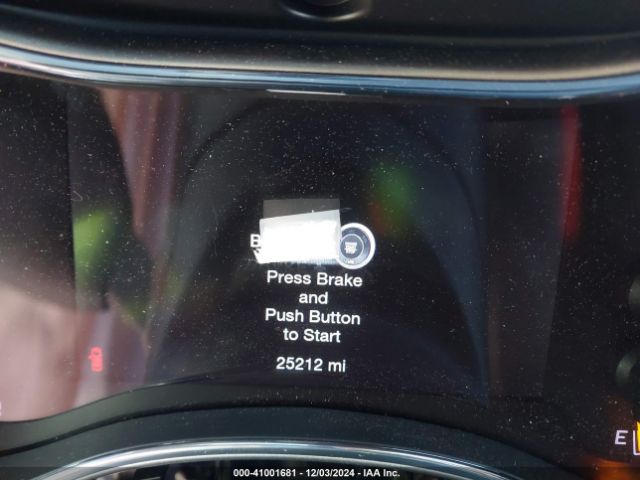 Press Brake
and
Push Button
to Start
25212 mi
E
000-41001681 - 12/03/2024 - IAA Inc.